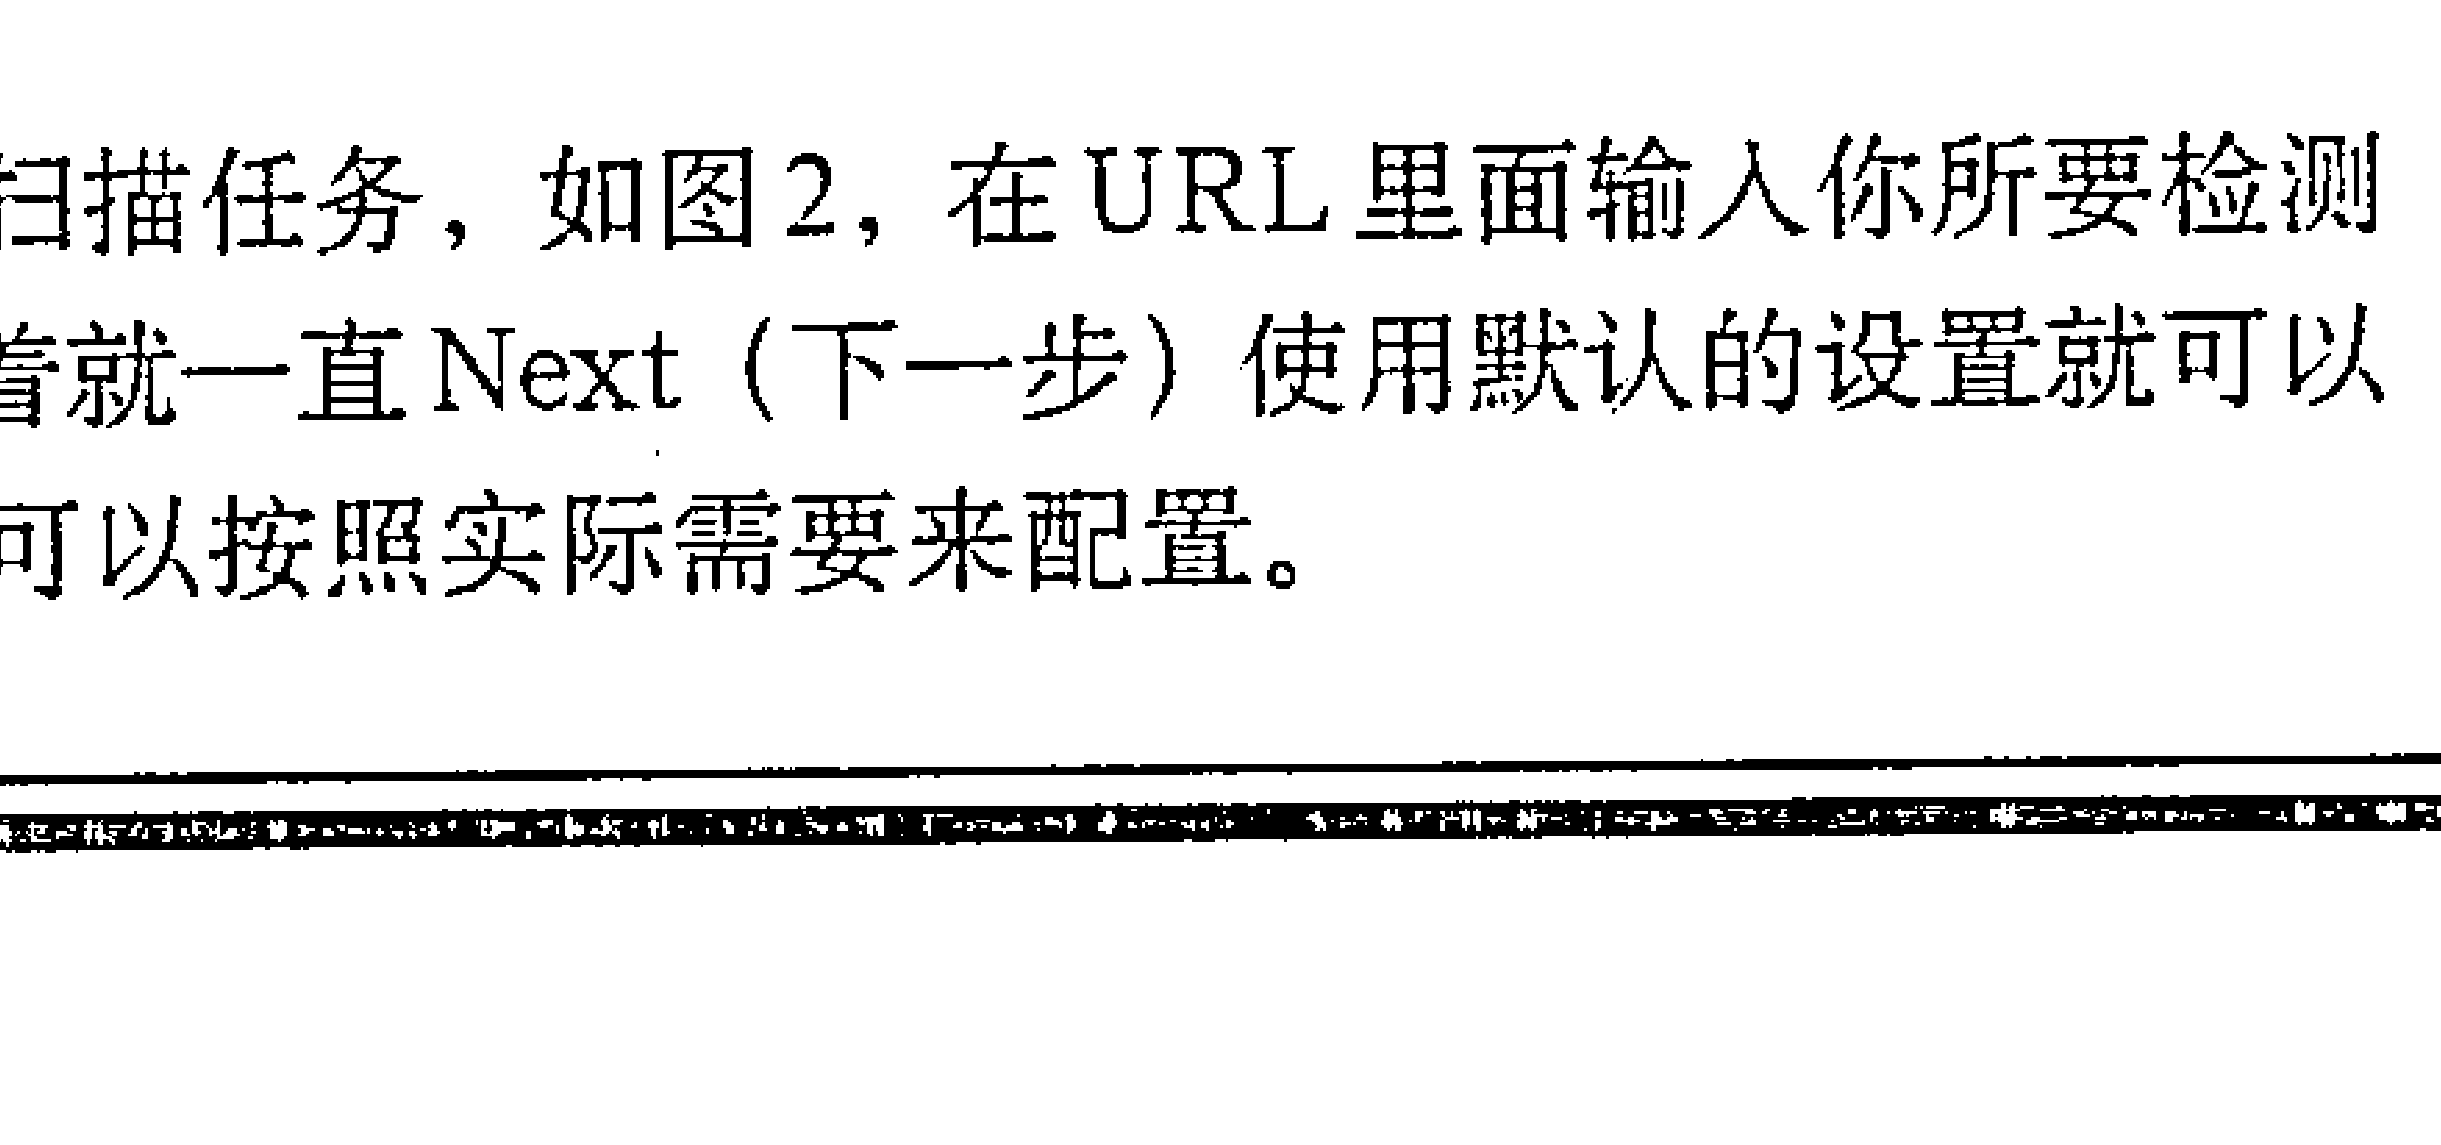 扫描任务，如图2，在URL里面输入你所要检测
着就一直Next（下一步）使用默认的设置就可以
可以按照实际需要来配置。